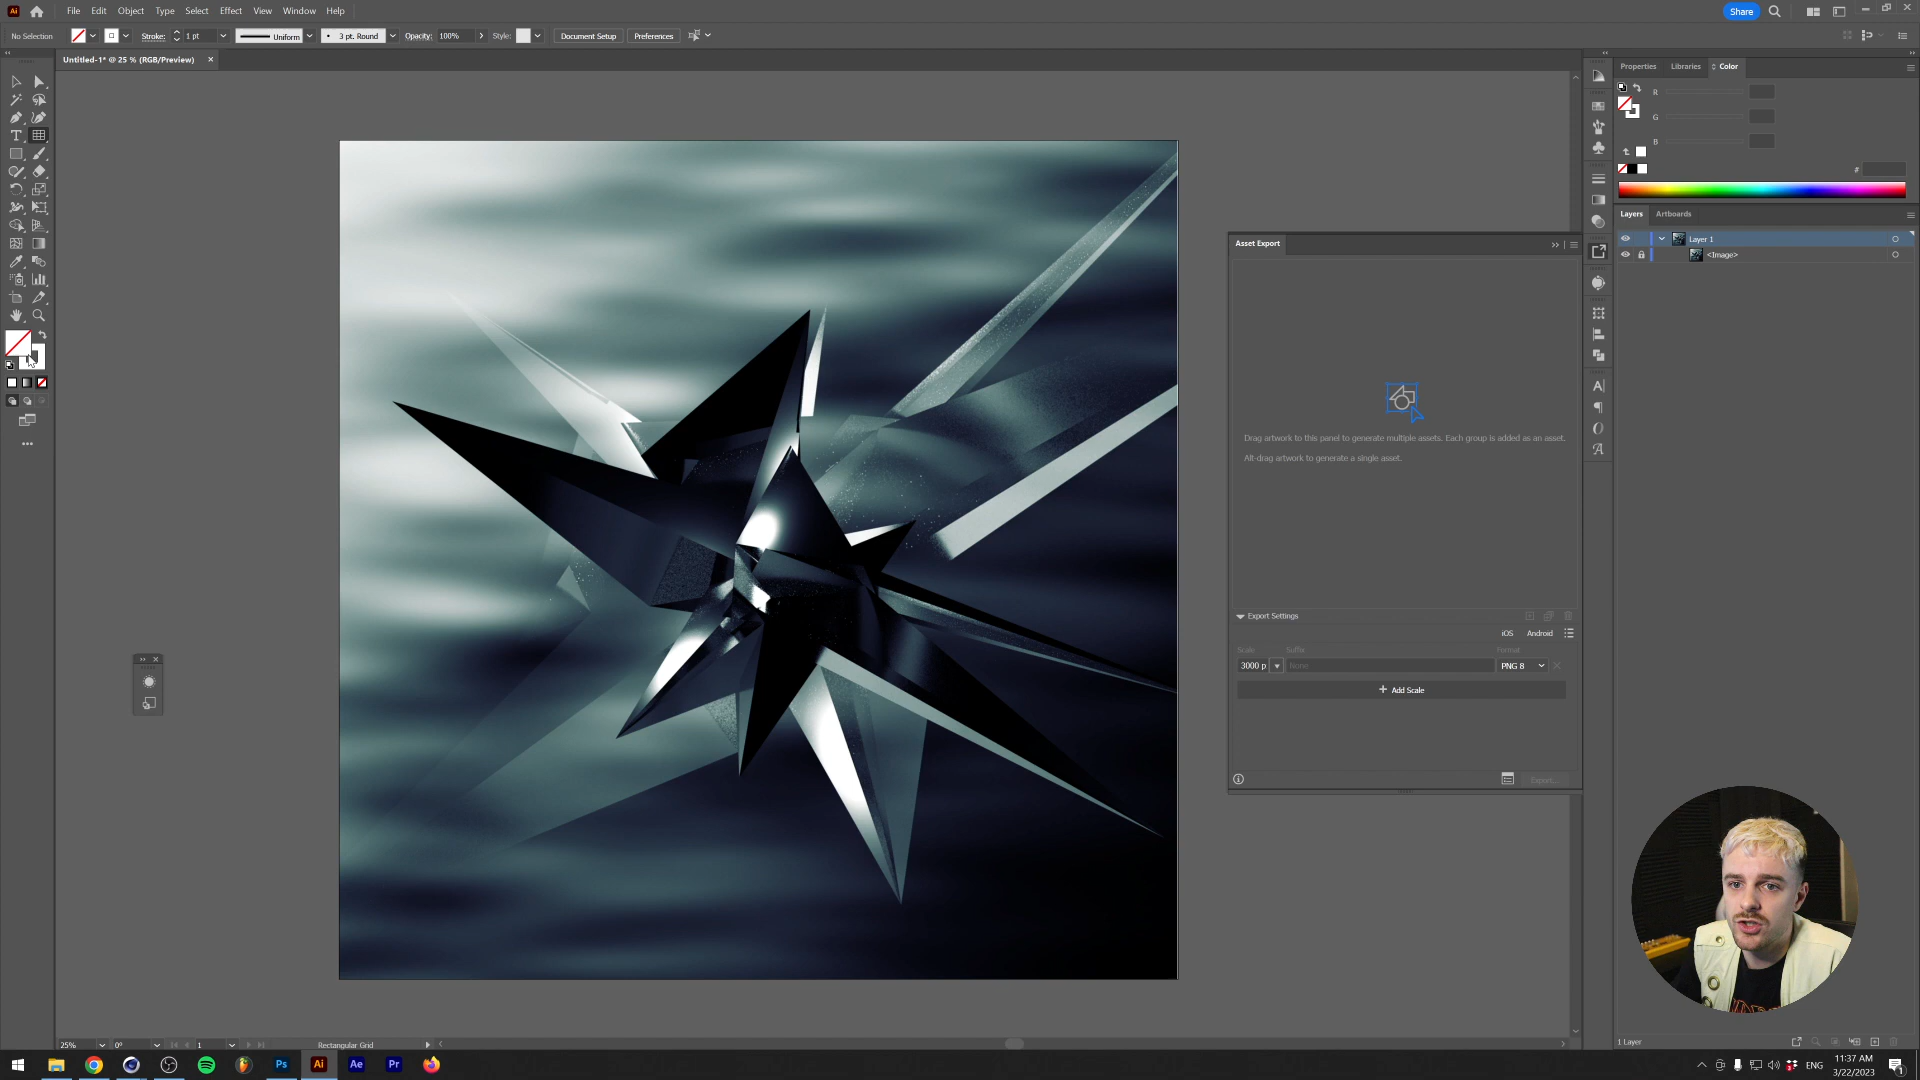 Ai File Edit Object Type Select Effect View Window Help Share
No Selection Stroke: 1 pt Uniform 3 pt. Round Opacity: 100% Style: Document Setup Preferences
Untitled-1* @ 25 % (RGB/Preview)
Properties Libraries Color
R
G
B
#
Layers Artboards
Layer 1
<Image>
Asset Export
Drag artwork to this panel to generate multiple assets. Each group is added as an asset.
Alt-drag artwork to generate a single asset.
Export Settings
iOS Android
Scale Suffix Format
3000 p None PNG 8
+ Add Scale
Export...
25% 0° 1 Rectangular Grid
1 Layer
Ps Ai Ae Pr ENG 11:37 AM
3/22/2023